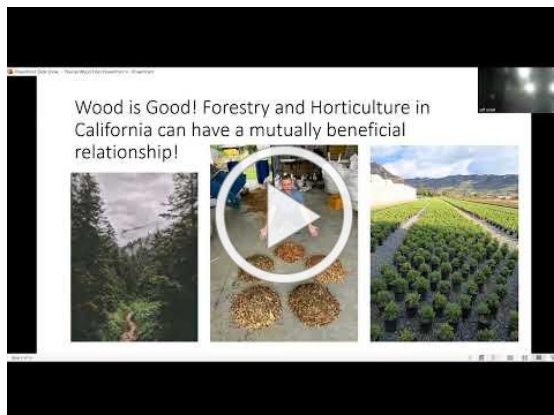 Wood is Good! Forestry and Horticulture in
California can have a mutually beneficial
relationship!